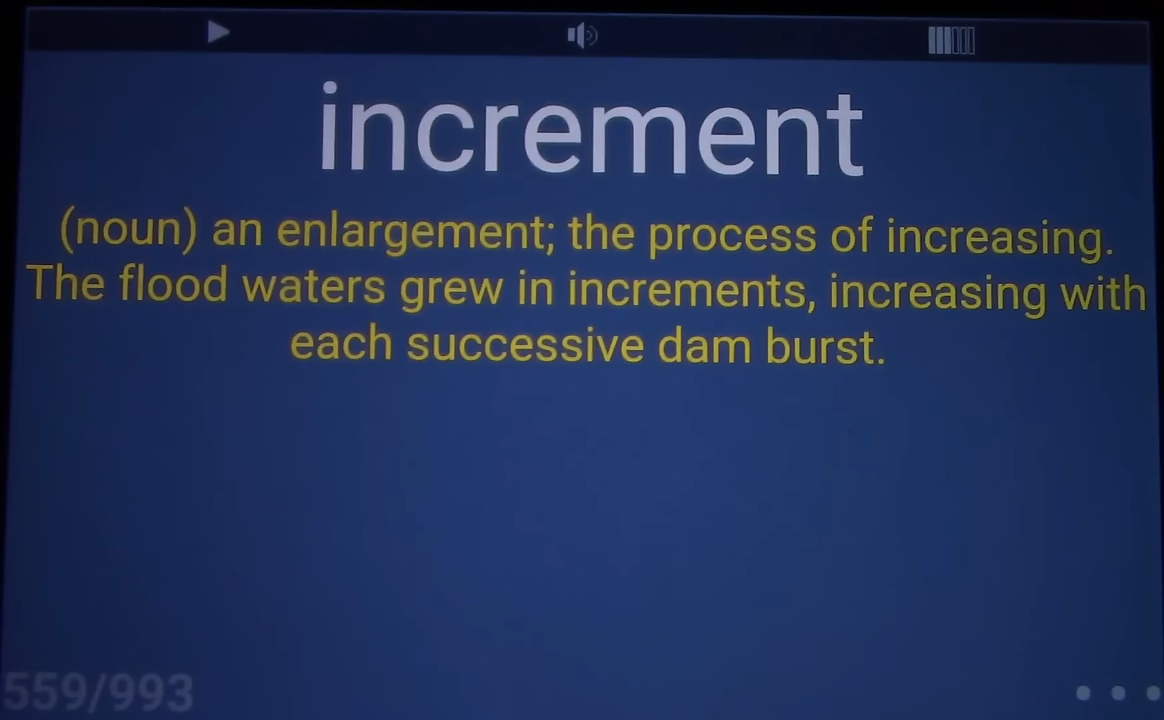 increment
(noun) an enlargement; the process of increasing.
The flood waters grew in increments, increasing with
each successive dam burst.
559/993